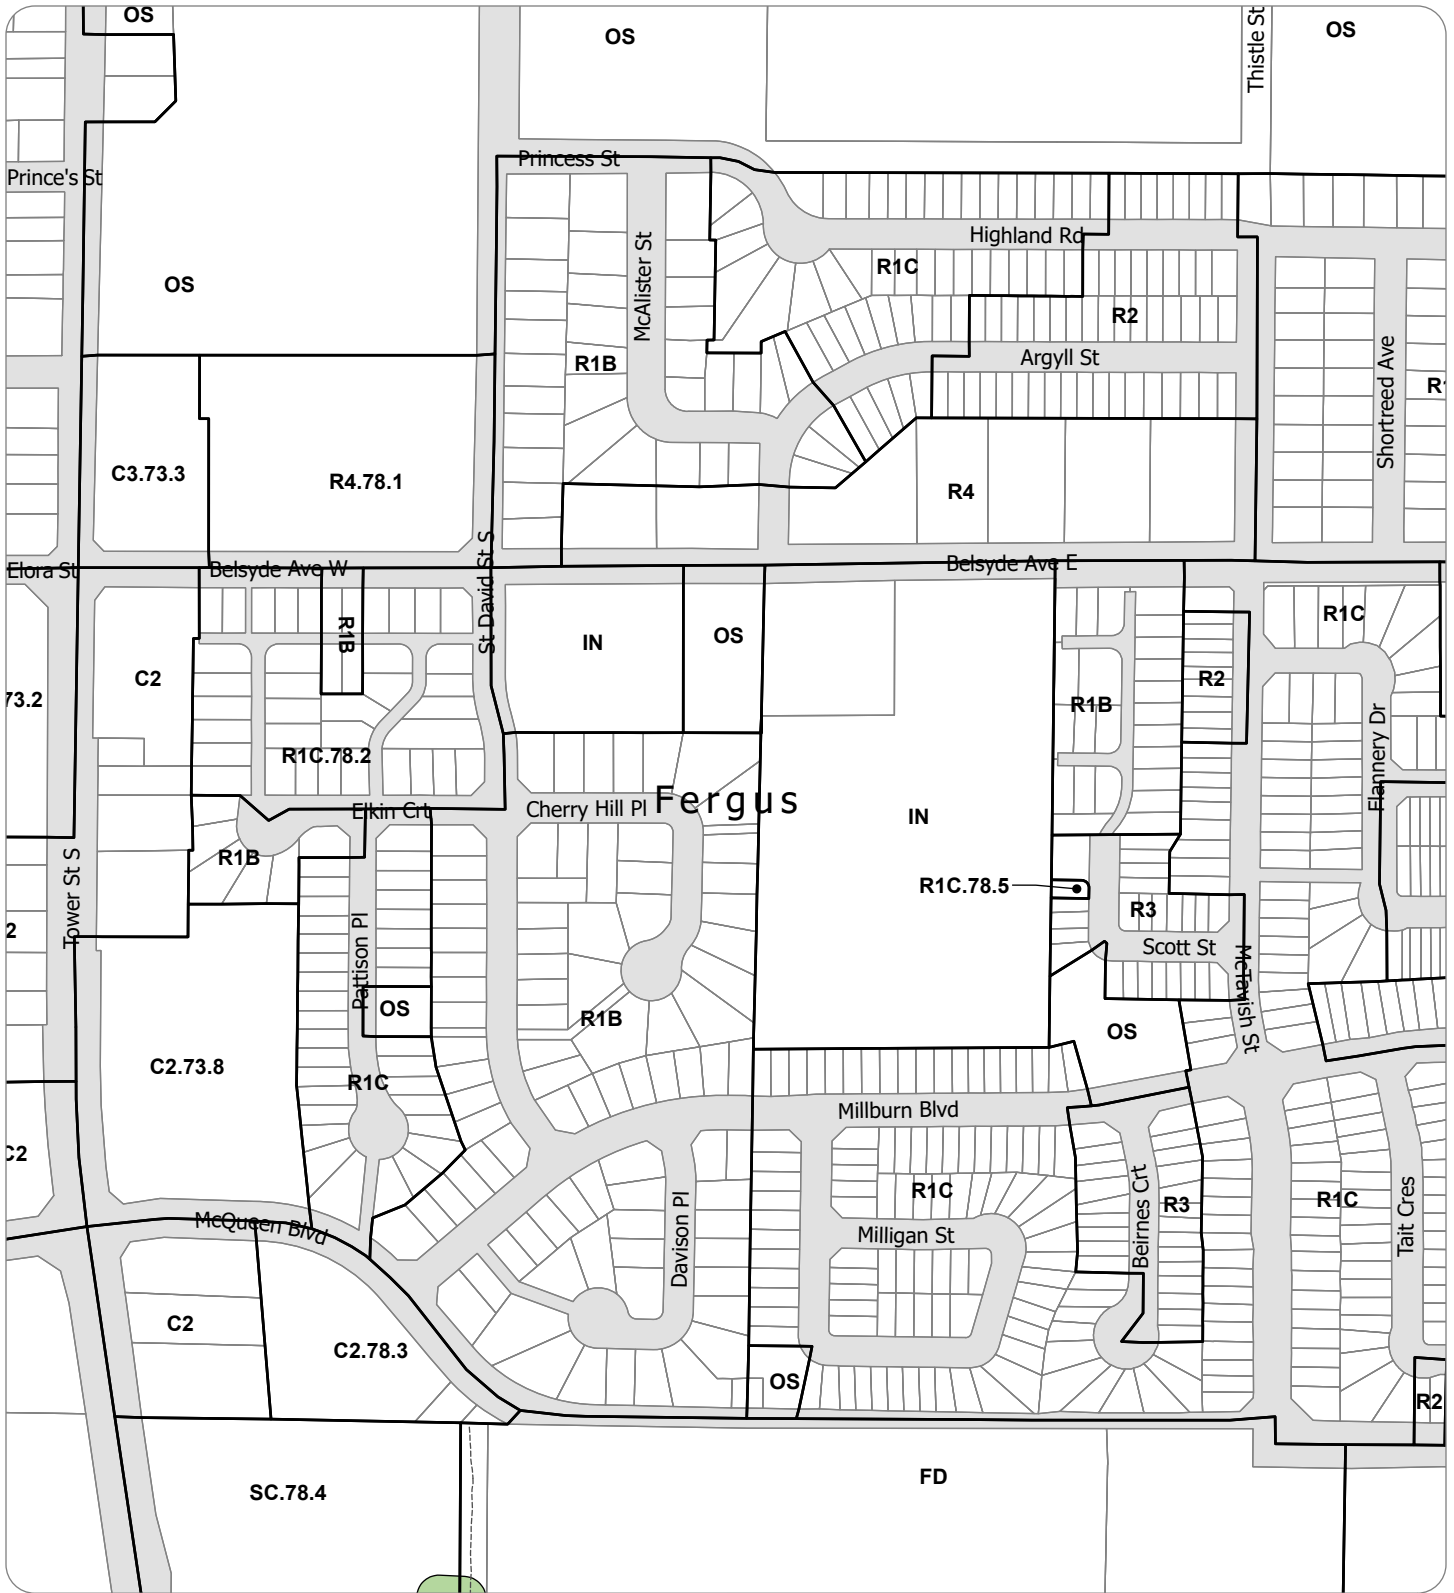 OS
OS
Thistle St
OS
Princess St
Prince's St
Highland Rd
McAlister St
R1C
OS
R2
Argyll St
R1B
Shortreed Ave
C3.73.3
R4.78.1
R4
St David St S
Elora St
Belsyde Ave W
Belsyde Ave E
R1B
IN
OS
R1C
C2
R2
73.2
R1B
Flannery Dr
R1C.78.2
Fergus
Elkin Crt
Cherry Hill Pl
IN
R1B
Tower St S
R1C.78.5
R3
2
Pattison Pl
Scott St
McTavish St
OS
R1B
OS
C2.73.8
R1C
Millburn Blvd
C2
R1C
R3
R1C
Beirnes Crt
Tait Cres
McQueen Blvd
Davison Pl
Milligan St
C2
C2.78.3
OS
R2
SC.78.4
FD